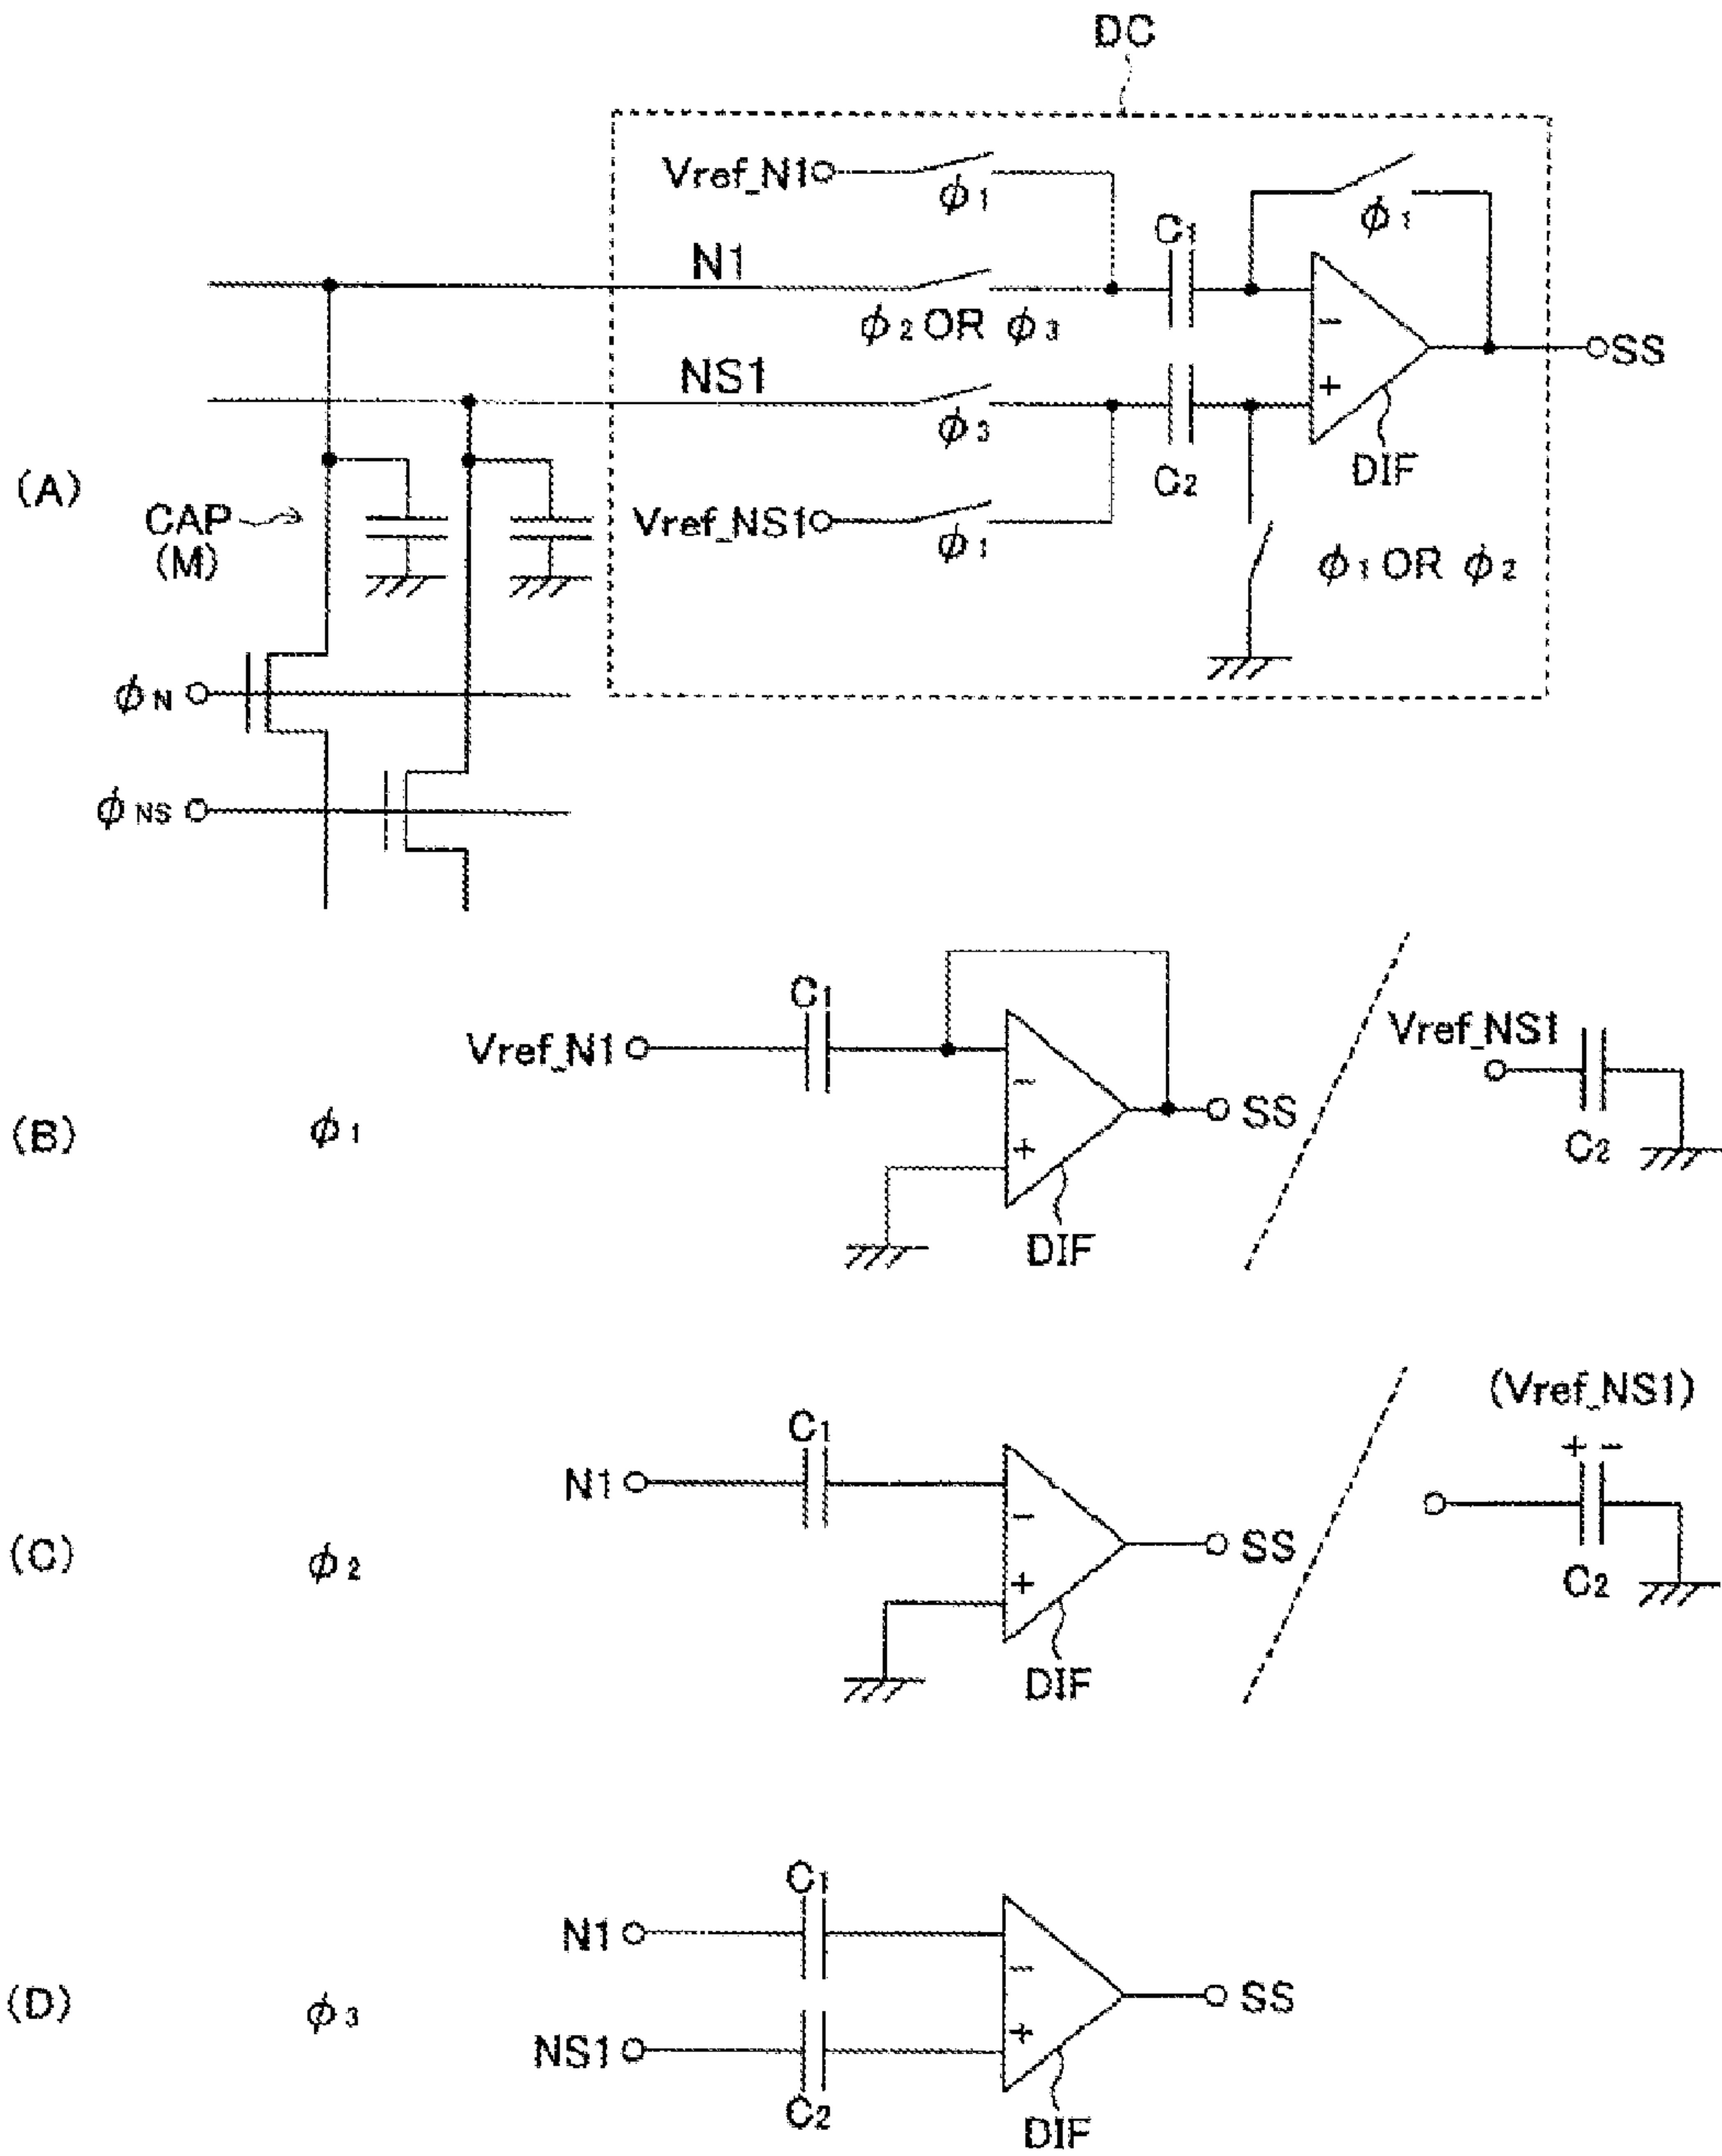 DC
Vref_N1
ϕ1
ϕ1
N1
C1
ϕ2 OR ϕ3
−
SS
NS1
+
ϕ3
C2
DIF
(A)
CAP
(M)
Vref_NS1
ϕ1
ϕ1 OR ϕ2
ϕN
ϕNS
(B)
ϕ1
Vref_N1
C1
−
+
SS
DIF
Vref_NS1
C2
(C)
ϕ2
N1
C1
−
+
SS
DIF
(Vref_NS1)
+ −
C2
(D)
ϕ3
N1
C1
−
NS1
C2
+
SS
DIF